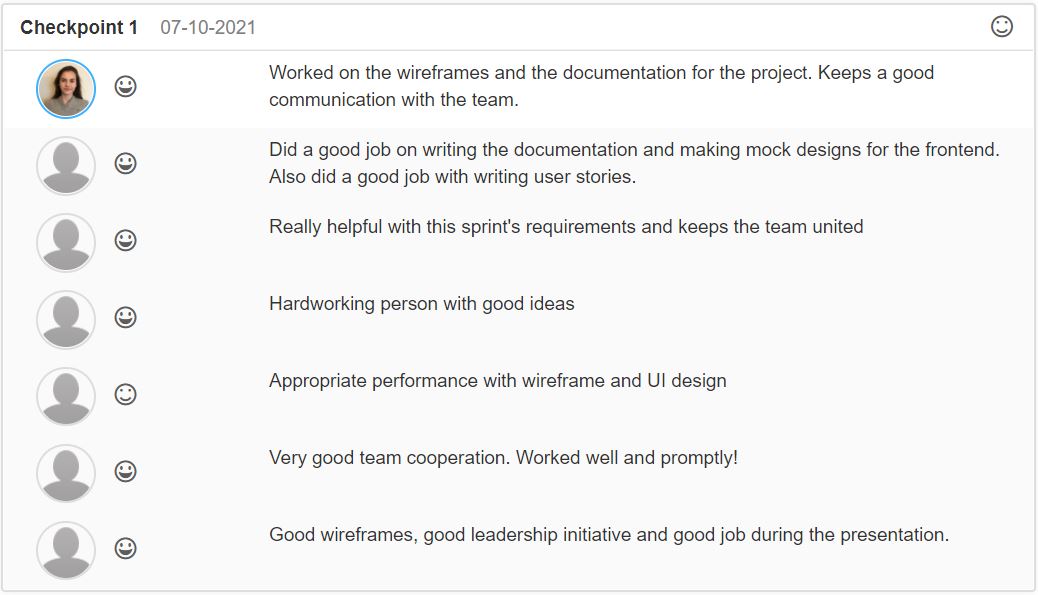 Checkpoint 1 07-10-2021
Worked on the wireframes and the documentation for the project. Keeps a good
communication with the team.
Did a good job on writing the documentation and making mock designs for the frontend.
Also did a good job with writing user stories.
Really helpful with this sprint's requirements and keeps the team united
Hardworking person with good ideas
Appropriate performance with wireframe and UI design
Very good team cooperation. Worked well and promptly!
Good wireframes, good leadership initiative and good job during the presentation.